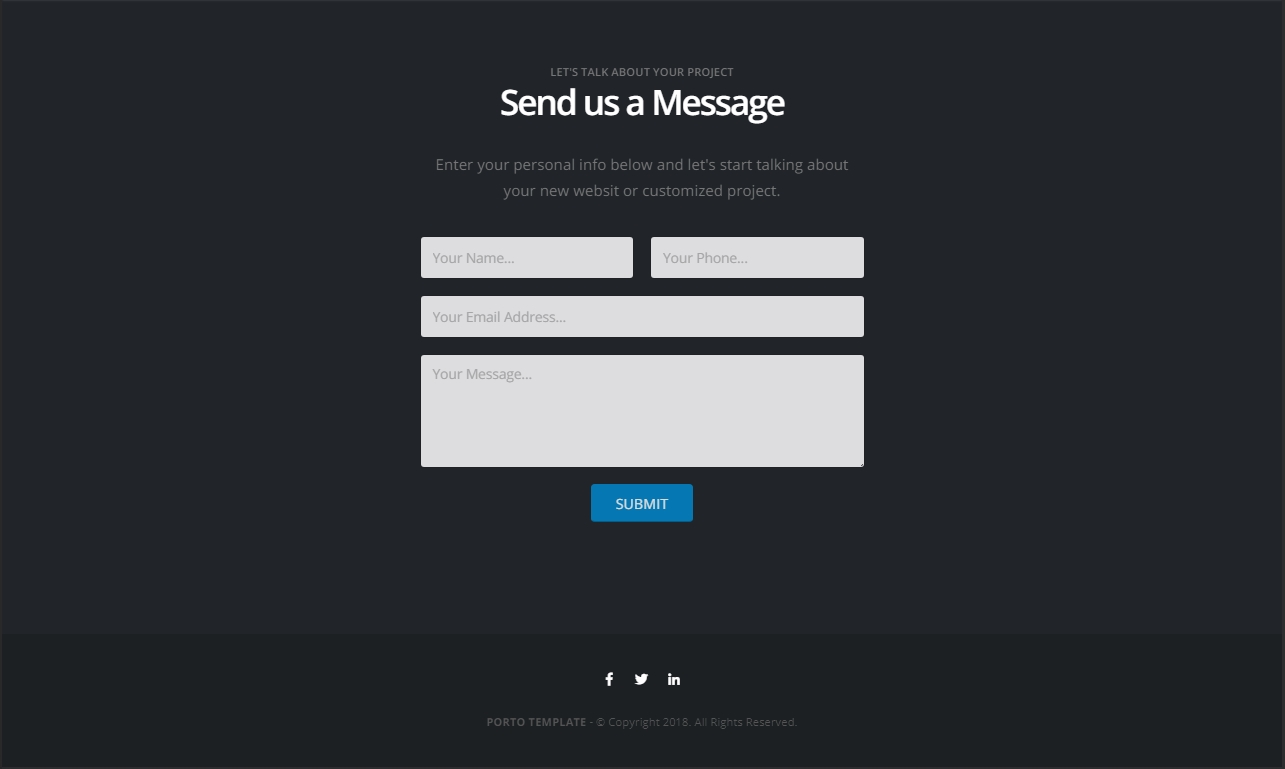 LET'S TALK ABOUT YOUR PROJECT
Send us a Message
Enter your personal info below and let's start talking about
your new websit or customized project.
Your Name...
Your Phone...
Your Email Address...
Your Message...
SUBMIT
PORTO TEMPLATE - © Copyright 2018. All Rights Reserved.